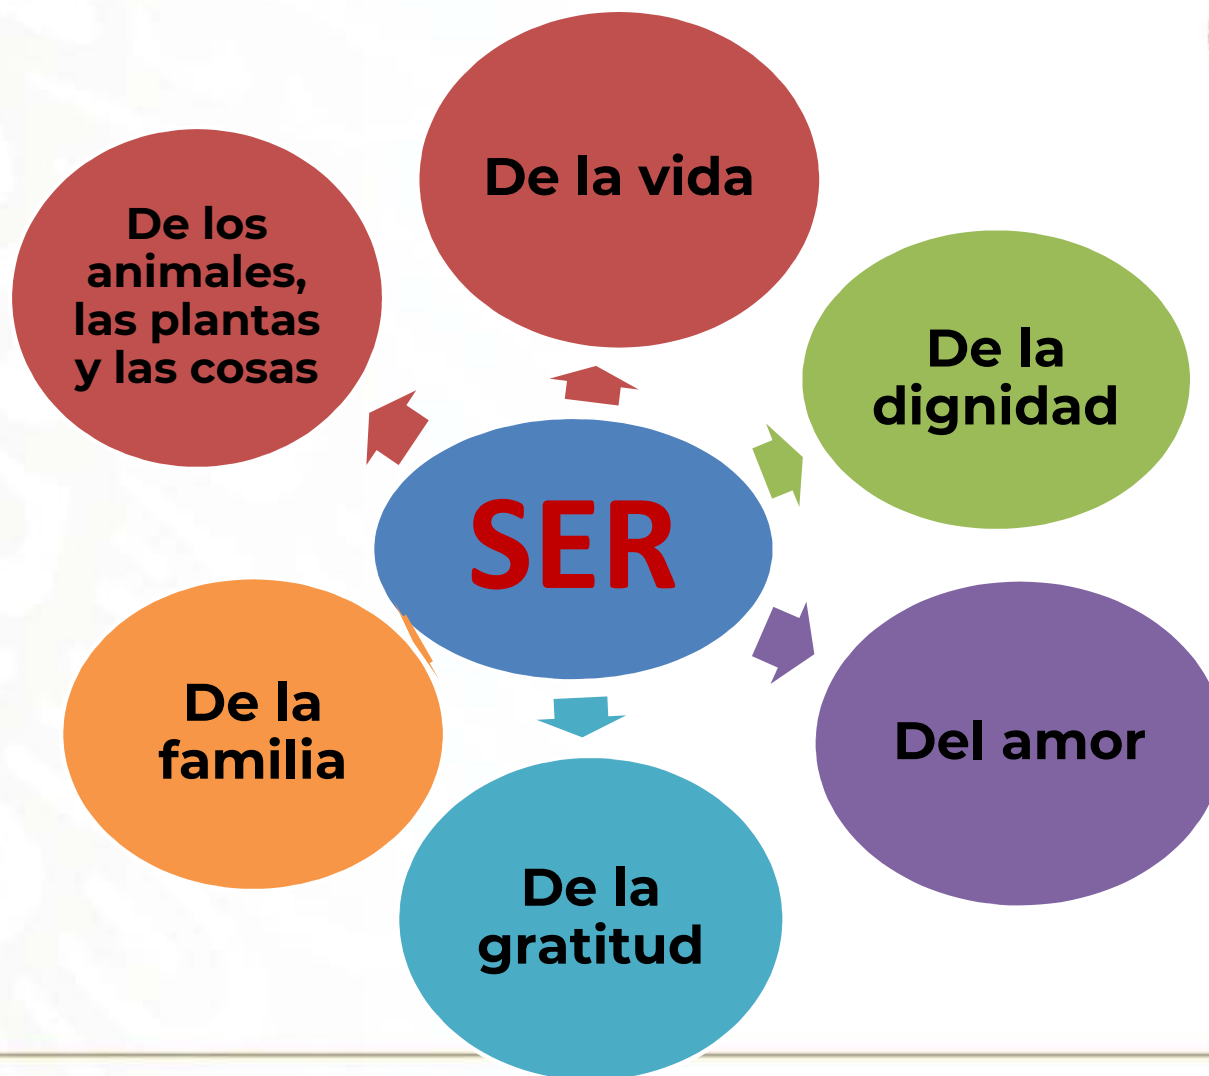 De la vida
De los
animales,
las plantas
y las cosas
De la
dignidad
SER
De la
familia
Del amor
De la
gratitud